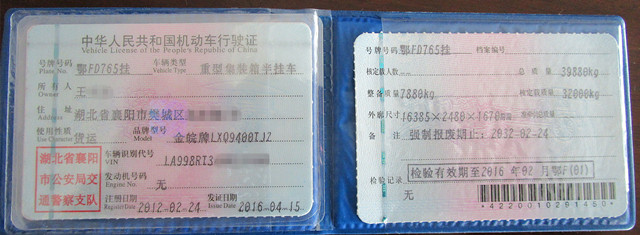 中华人民共和国机动车行驶证
Vehicle License of the People's Republic of China
号牌号码 鄂FD765挂 车辆类型 重型集装箱半挂车
Plate No. Vehicle Type
所有人 王
Owner
住址 湖北省襄阳市樊城区
Address
使用性质 货运 品牌型号 金皖牌LXQ9400TJZ
Use Character Model
湖北省襄阳
市公安局交
通警察支队
车辆识别代号 LA998RT3
VIN
发动机号码 无
Engine No.
注册日期 2012-02-24 发证日期 2016-04-15
Register Date Issue Date
号牌号码 鄂FD765挂 档案编号
核定载人数 -- 总质量 39880kg
整备质量 7880kg 核定载质量 32000kg
外廓尺寸 16385×2480×1670
备注 强制报废期止：2032-02-24
检验记录 检验有效期至2016年02月鄂F(01)
无
*4220010291450*